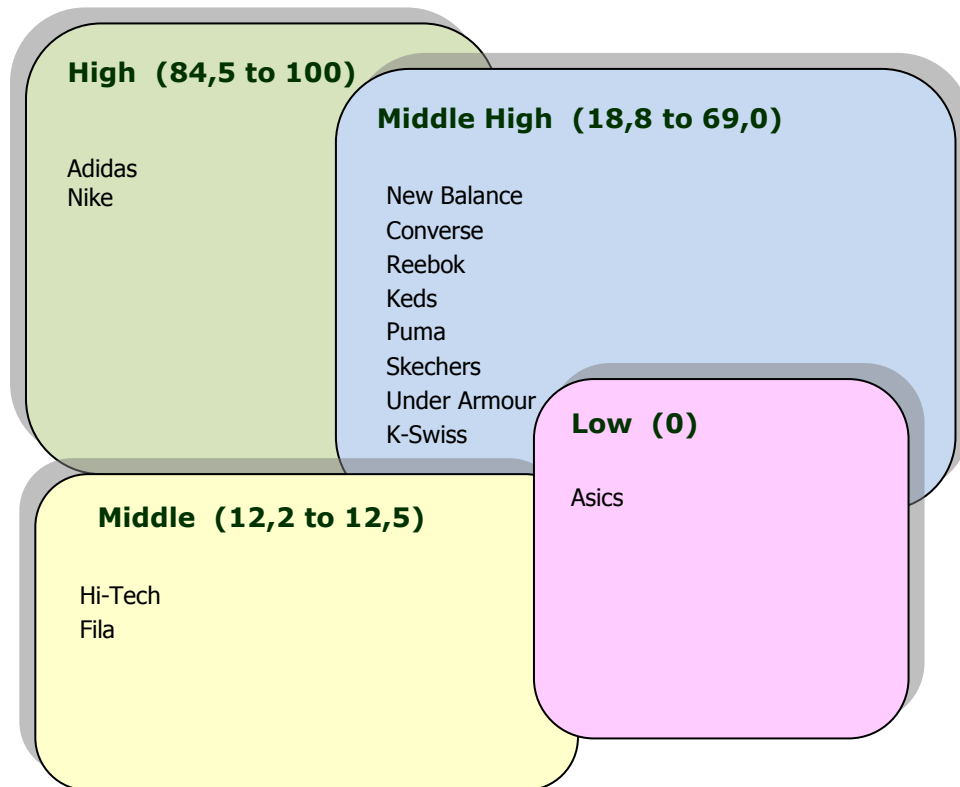 High (84,5 to 100)
Adidas
Nike
Middle High (18,8 to 69,0)
New Balance
Converse
Reebok
Keds
Puma
Skechers
Under Armour
K-Swiss
Low (0)
Asics
Middle (12,2 to 12,5)
Hi-Tech
Fila